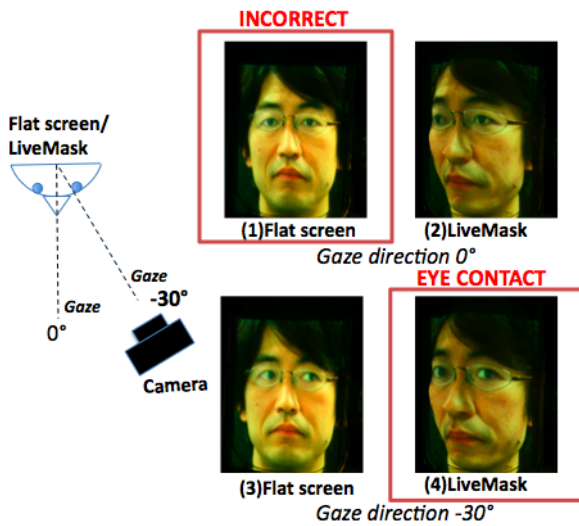 INCORRECT
Flat screen/
LiveMask
(1)Flat screen
(2)LiveMask
Gaze direction 0°
EYE CONTACT
Gaze
-30°
Gaze
0°
Camera
(3)Flat screen
(4)LiveMask
Gaze direction -30°